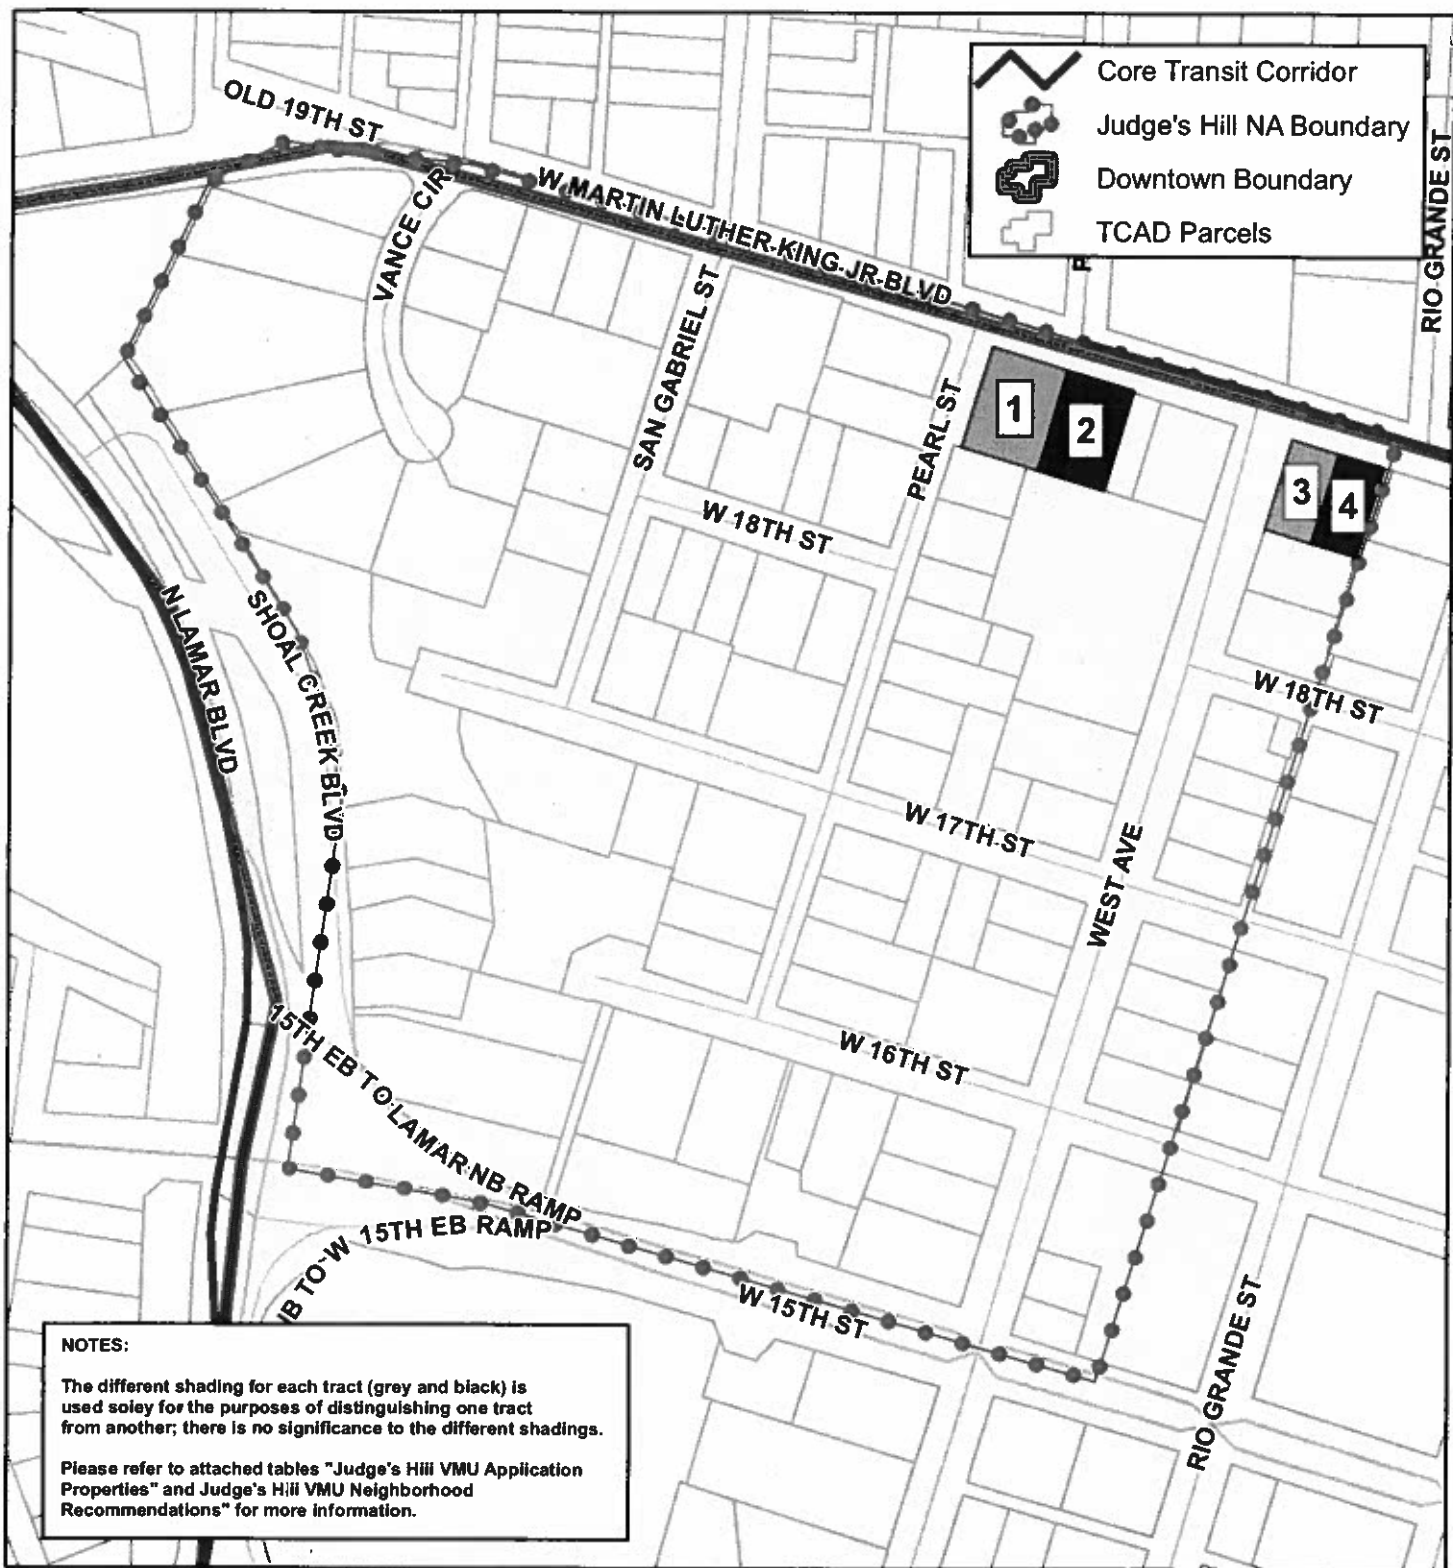 Core Transit Corridor
Judge's Hill NA Boundary
Downtown Boundary
TCAD Parcels
OLD 19TH ST
W MARTIN LUTHER KING JR BLVD
VANCE CIR
SAN GABRIEL ST
PEARL ST
RIO GRANDE ST
1
2
3
4
W 18TH ST
W 18TH ST
N LAMAR BLVD
SHOAL CREEK BLVD
W 17TH ST
WEST AVE
W 16TH ST
15TH EB TO LAMAR NB RAMP
TO W 15TH EB RAMP
W 15TH ST
RIO GRANDE ST
NOTES:
The different shading for each tract (grey and black) is
used soley for the purposes of distinguishing one tract
from another; there is no significance to the different shadings.
Please refer to attached tables "Judge's Hill VMU Application
Properties" and Judge's Hill VMU Neighborhood
Recommendations" for more information.